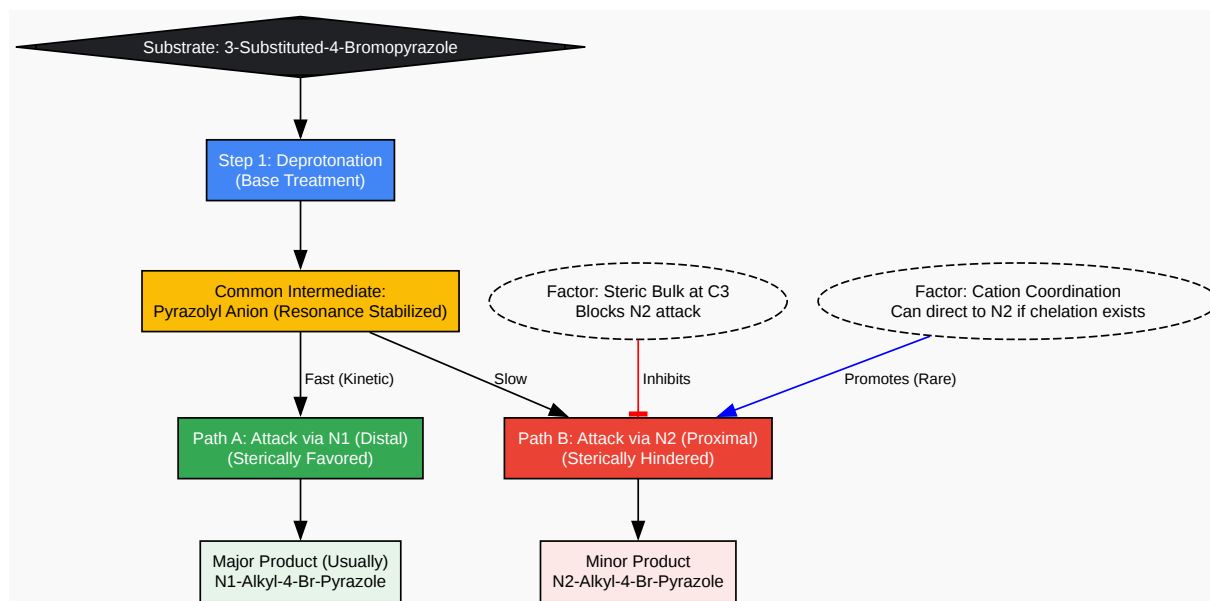 Substrate: 3-Substituted-4-Bromopyrazole
Step 1: Deprotonation
(Base Treatment)
Common Intermediate:
Pyrazolyl Anion (Resonance Stabilized)
Factor: Steric Bulk at C3
Blocks N2 attack
Factor: Cation Coordination
Can direct to N2 if chelation exists
Fast (Kinetic)
Slow
Inhibits
Promotes (Rare)
Path A: Attack via N1 (Distal)
(Sterically Favored)
Path B: Attack via N2 (Proximal)
(Sterically Hindered)
Major Product (Usually)
N1-Alkyl-4-Br-Pyrazole
Minor Product
N2-Alkyl-4-Br-Pyrazole